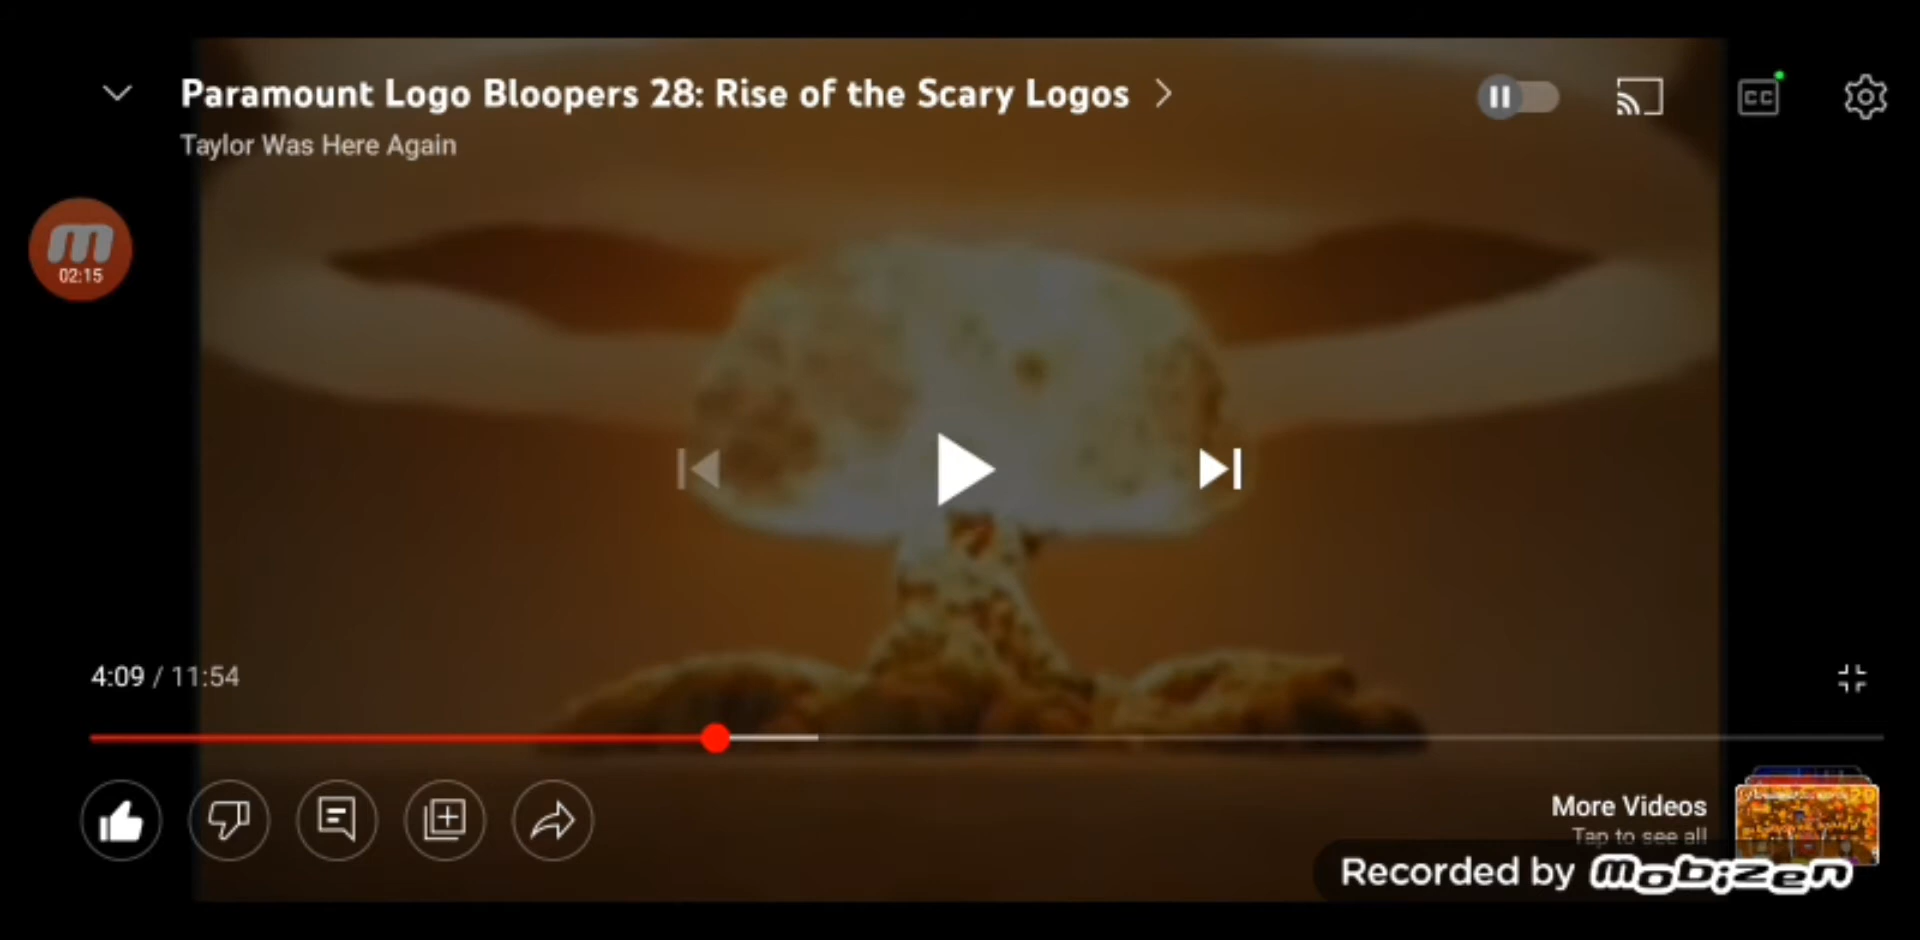 Paramount Logo Bloopers 28: Rise of the Scary Logos
Taylor Was Here Again
CC
m
02:15
4:09 / 11:54
More Videos
Tap to see all
Recorded by mobizen